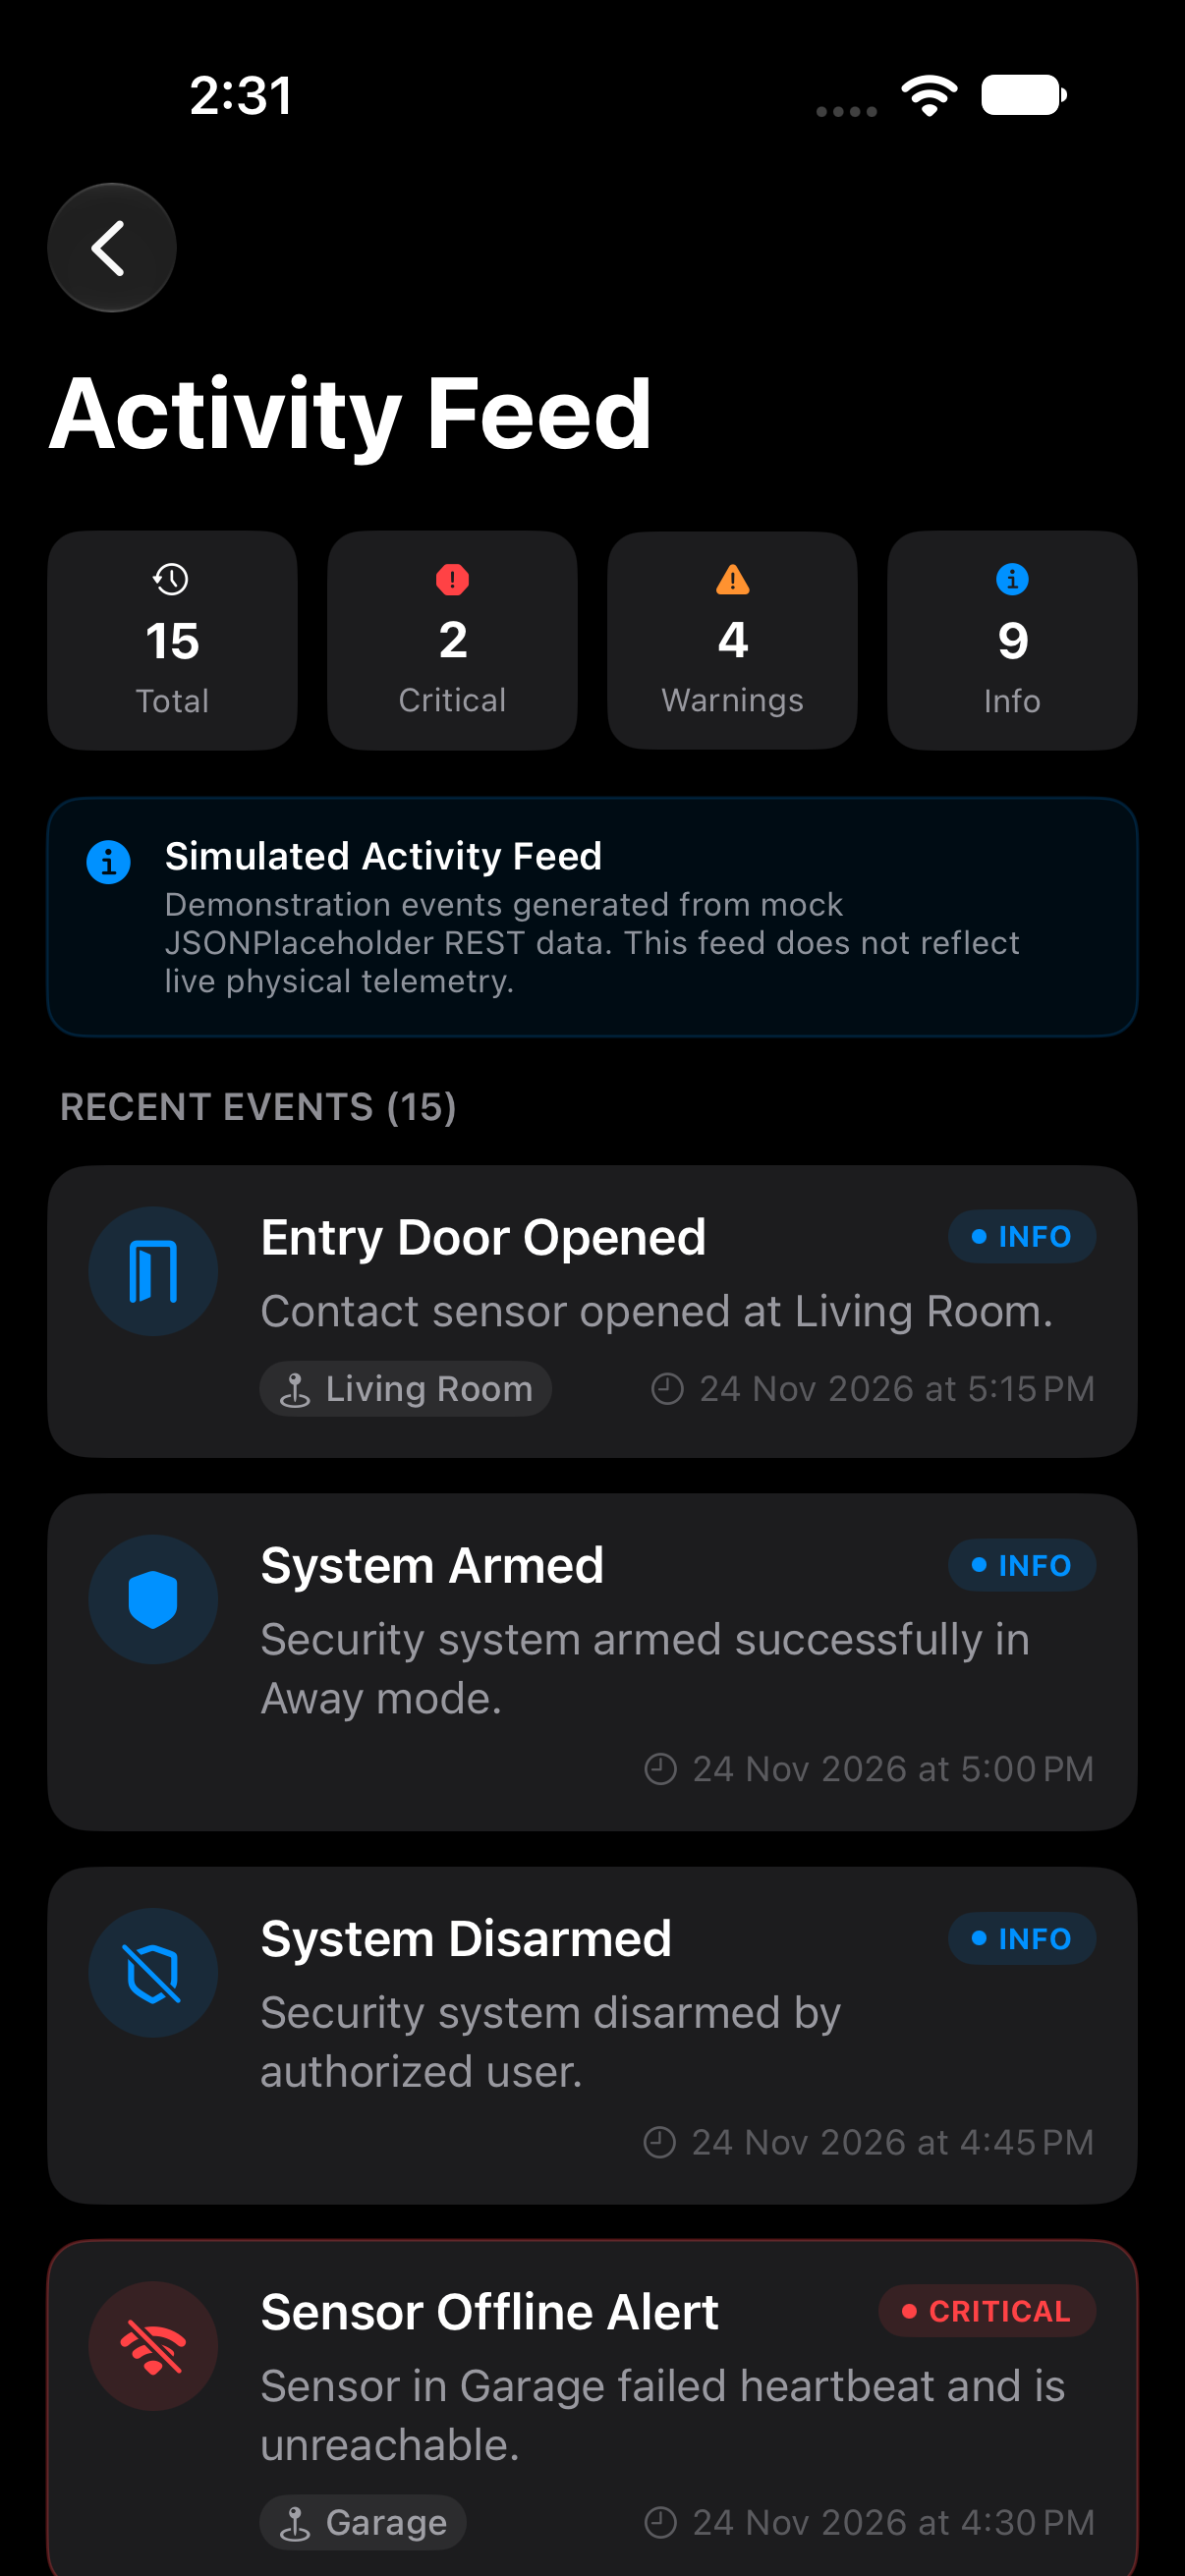 2:31
Activity Feed
15
Total
2
Critical
4
Warnings
9
Info
Simulated Activity Feed
Demonstration events generated from mock
JSONPlaceholder REST data. This feed does not reflect
live physical telemetry.
RECENT EVENTS (15)
Entry Door Opened
INFO
Contact sensor opened at Living Room.
Living Room
24 Nov 2026 at 5:15 PM
System Armed
INFO
Security system armed successfully in
Away mode.
24 Nov 2026 at 5:00 PM
System Disarmed
INFO
Security system disarmed by
authorized user.
24 Nov 2026 at 4:45 PM
Sensor Offline Alert
CRITICAL
Sensor in Garage failed heartbeat and is
unreachable.
Garage
24 Nov 2026 at 4:30 PM